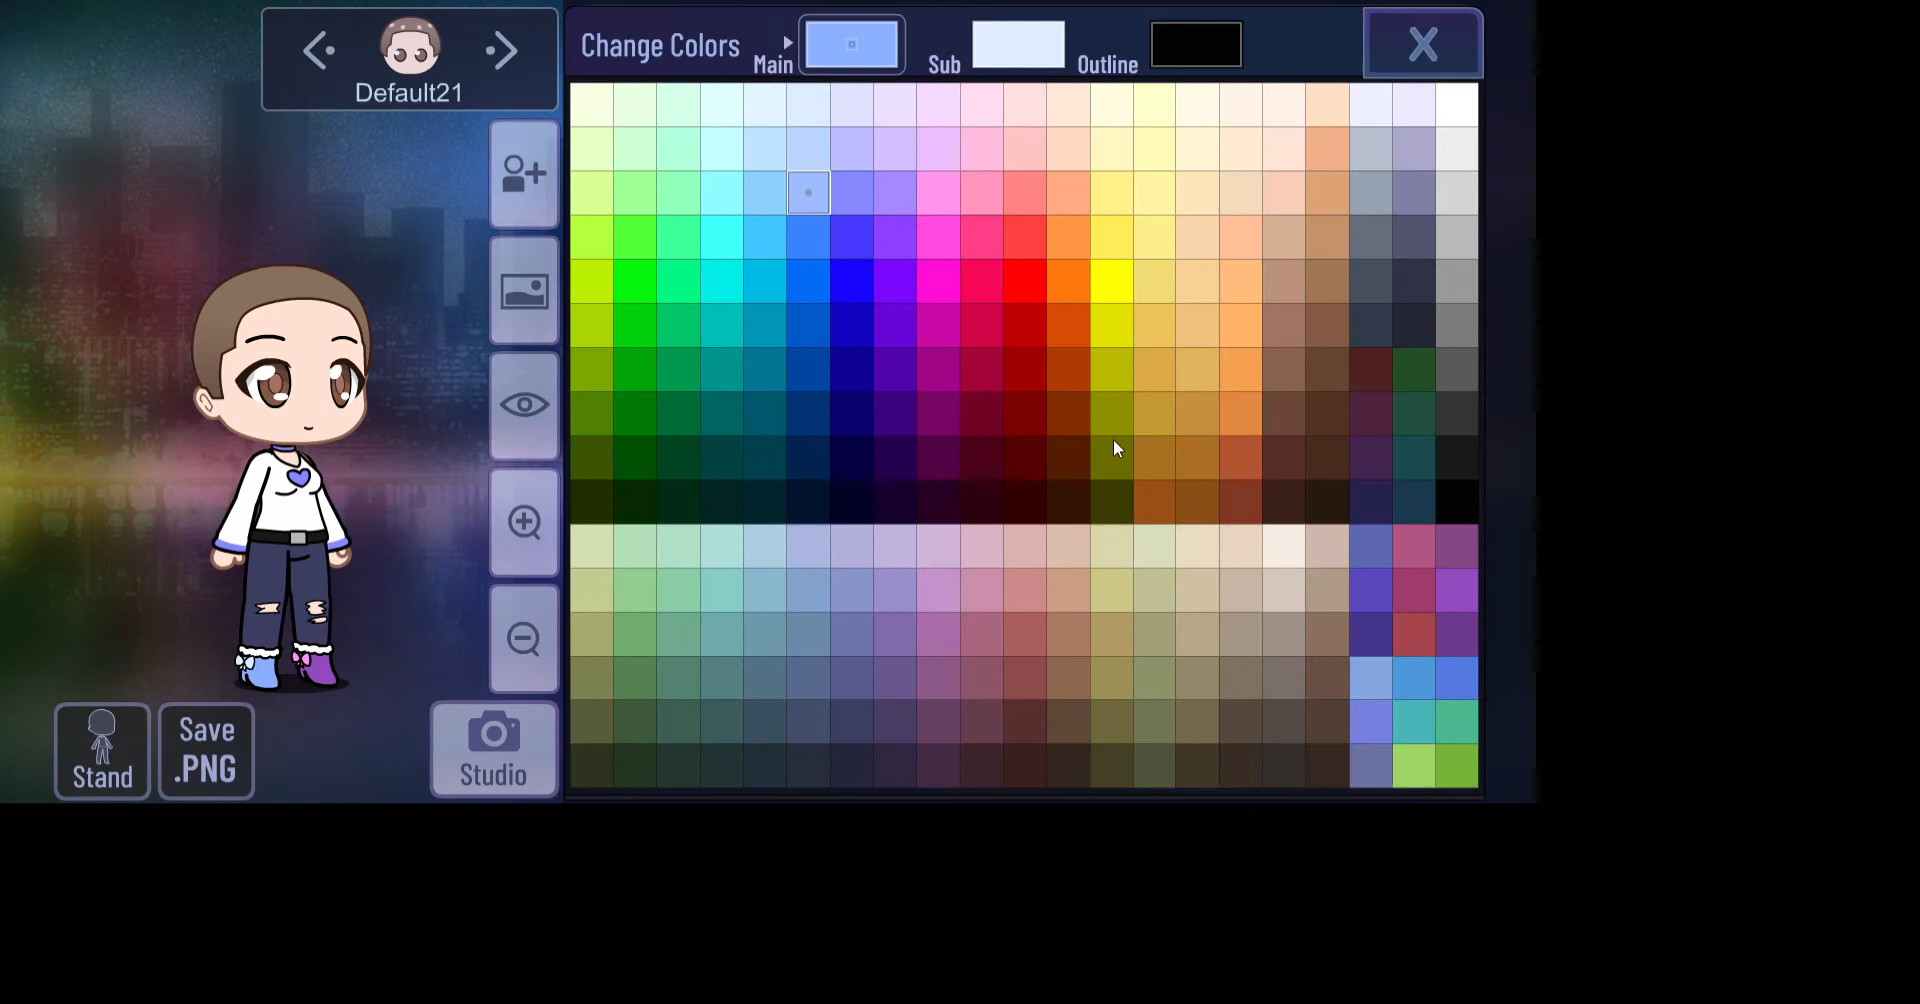 Default21
Change Colors
Main
Sub
Outline
X
Stand
Save
.PNG
Studio